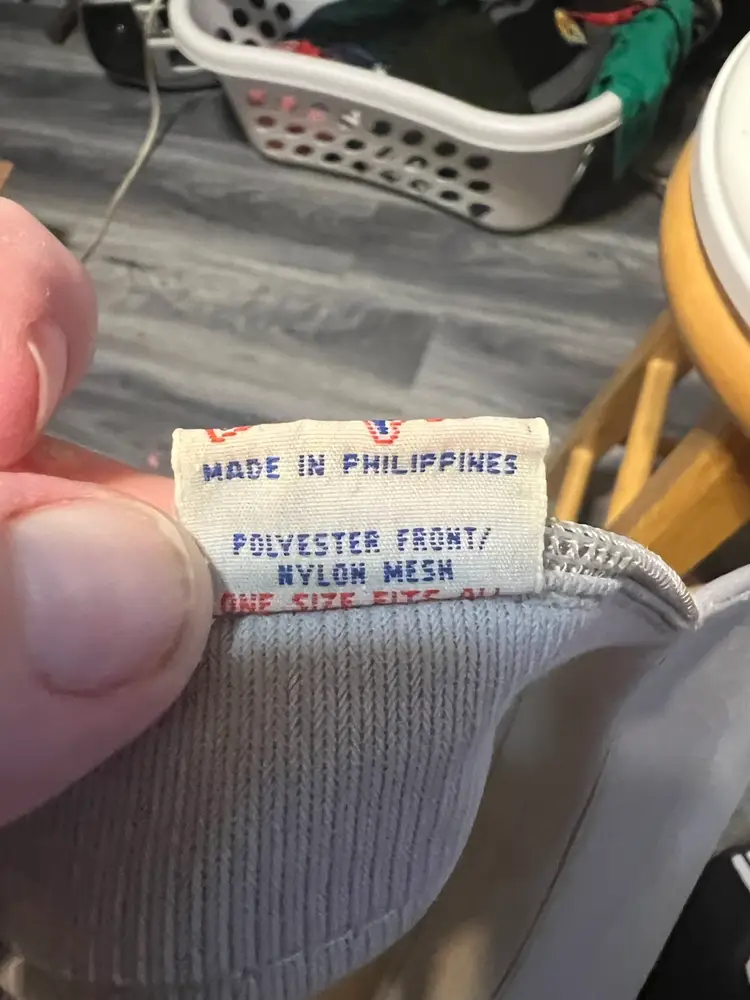 MADE IN PHILIPPINES
POLYESTER FRONT/
NYLON MESH
ONE SIZE FITS ALL